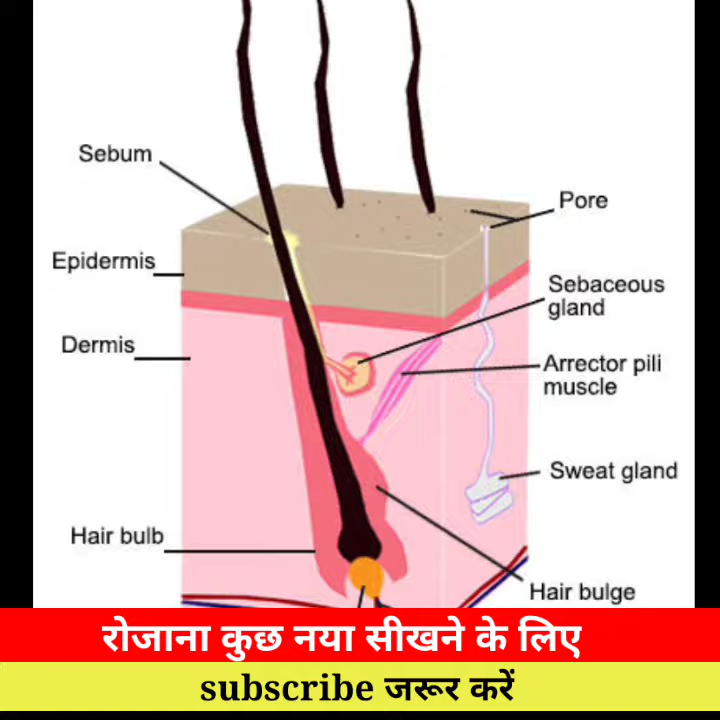 Sebum
Pore
Epidermis
Sebaceous
gland
Dermis
Arrector pili
muscle
Sweat gland
Hair bulb
Hair bulge
रोजाना कुछ नया सीखने के लिए
subscribe जरूर करें